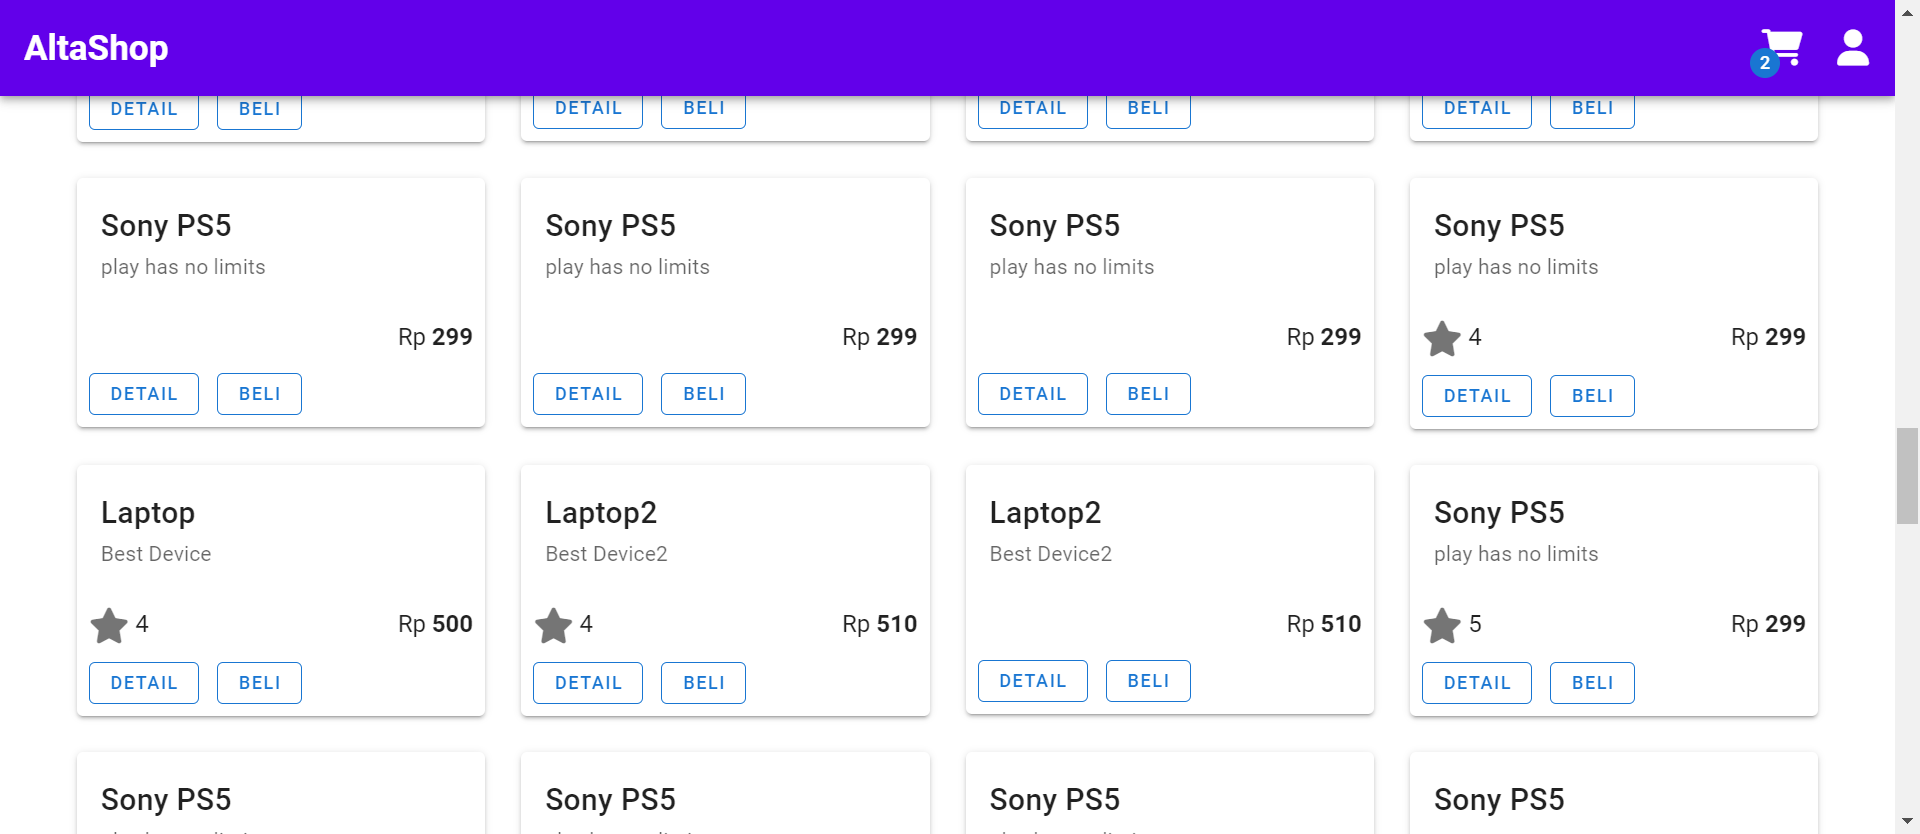 AltaShop
2
DETAIL BELI DETAIL BELI DETAIL BELI DETAIL BELI
Sony PS5 Sony PS5 Sony PS5 Sony PS5
play has no limits play has no limits play has no limits play has no limits
Rp 299 Rp 299 Rp 299 4 Rp 299
DETAIL BELI DETAIL BELI DETAIL BELI DETAIL BELI
Laptop Laptop2 Laptop2 Sony PS5
Best Device Best Device2 Best Device2 play has no limits
4 Rp 500 4 Rp 510 Rp 510 5 Rp 299
DETAIL BELI DETAIL BELI DETAIL BELI DETAIL BELI
Sony PS5 Sony PS5 Sony PS5 Sony PS5